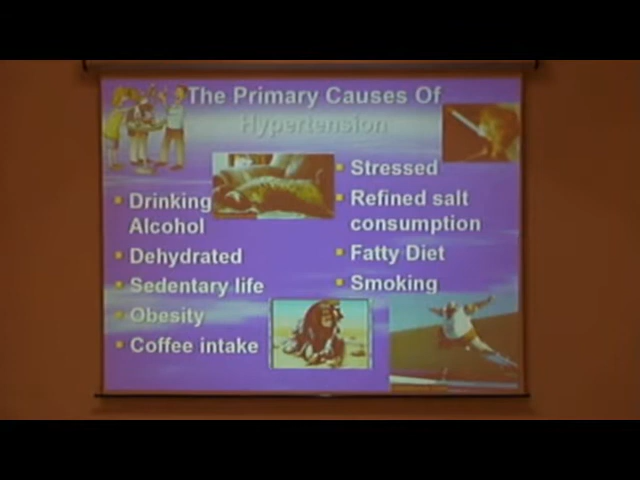 The Primary Causes Of
Hypertension
Drinking
Alcohol
Dehydrated
Sedentary life
Obesity
Coffee intake
Stressed
Refined salt
consumption
Fatty Diet
Smoking